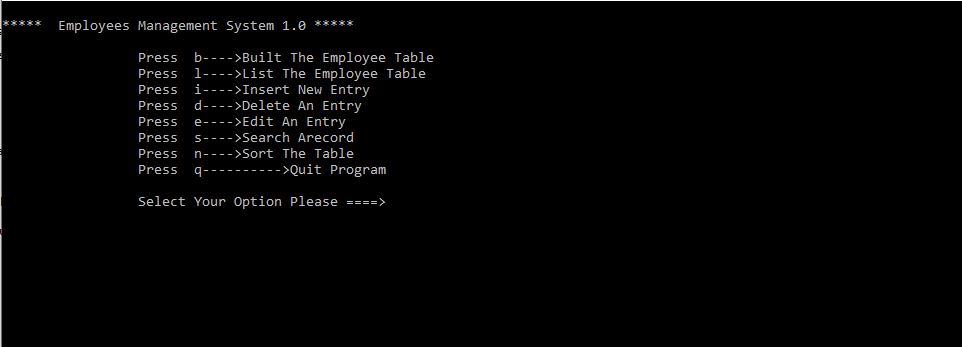 *****  Employees Management System 1.0 *****
Press  b---->Built The Employee Table
Press  l---->List The Employee Table
Press  i---->Insert New Entry
Press  d---->Delete An Entry
Press  e---->Edit An Entry
Press  s---->Search Arecord
Press  n---->Sort The Table
Press  q---------->Quit Program
Select Your Option Please ====>